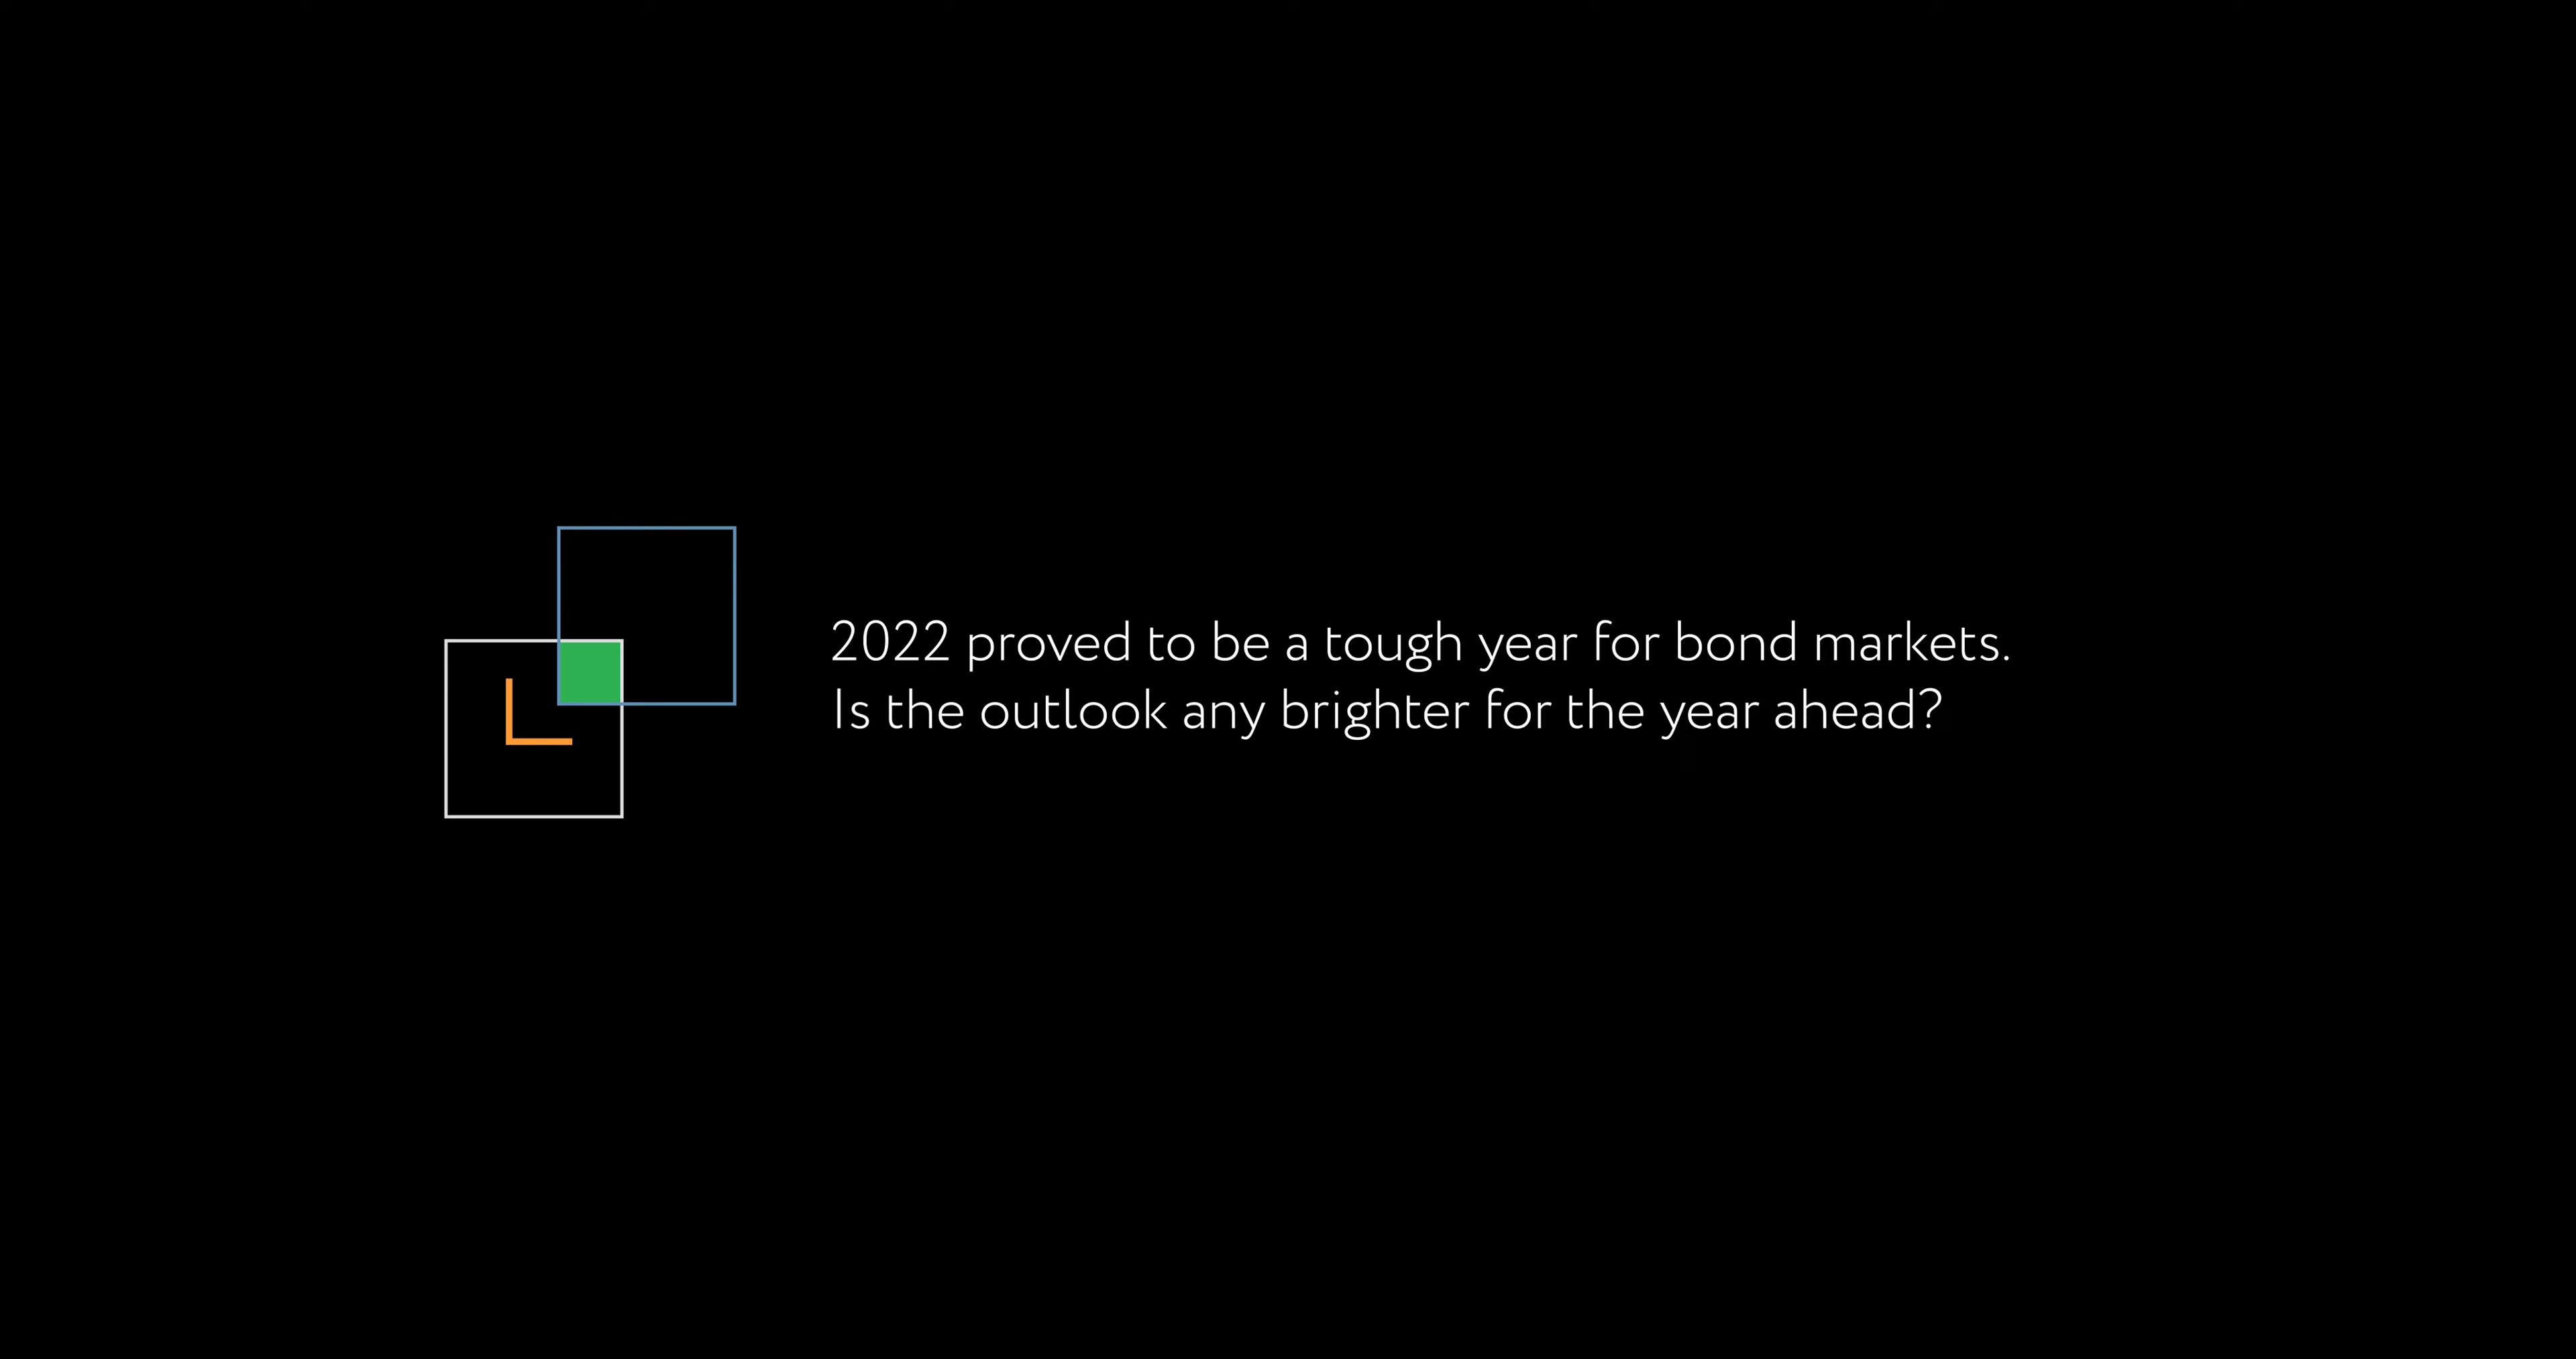 2022 proved to be a tough year for bond markets.
Is the outlook any brighter for the year ahead?